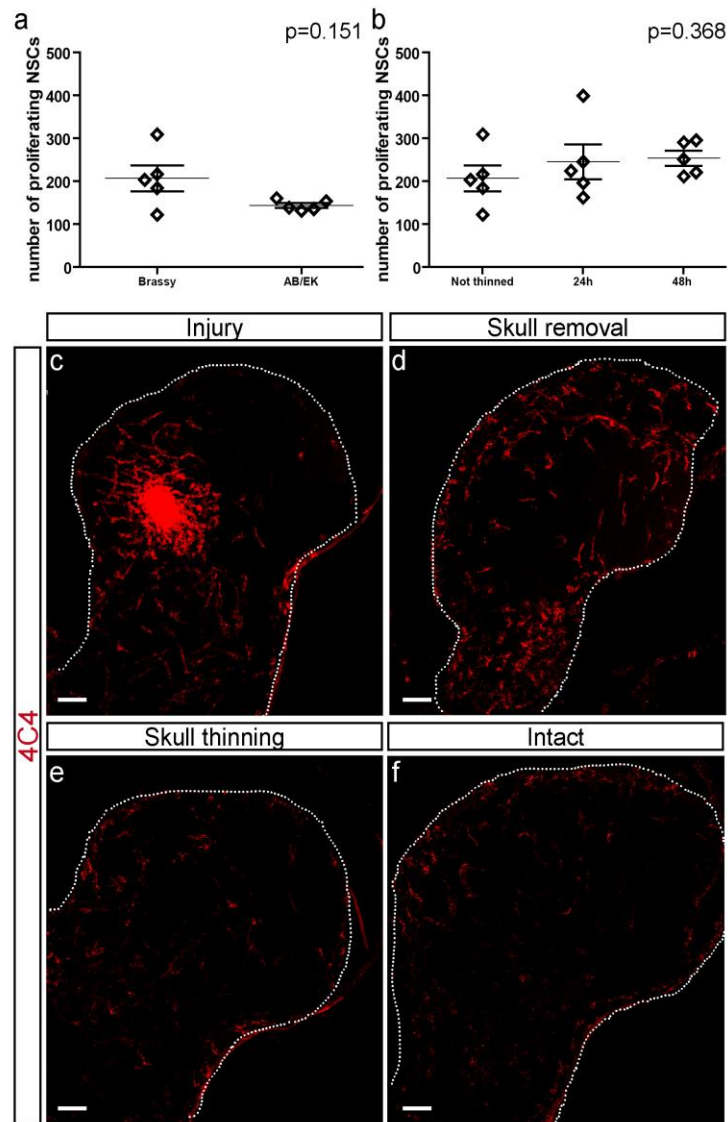 a
p=0.151
number of proliferating NSCs
500
400
300
200
100
0
Brassy
AB/EK
b
p=0.368
number of proliferating NSCs
500
400
300
200
100
0
Not thinned
24h
48h
Injury
Skull removal
4C4
c
d
Skull thinning
Intact
e
f